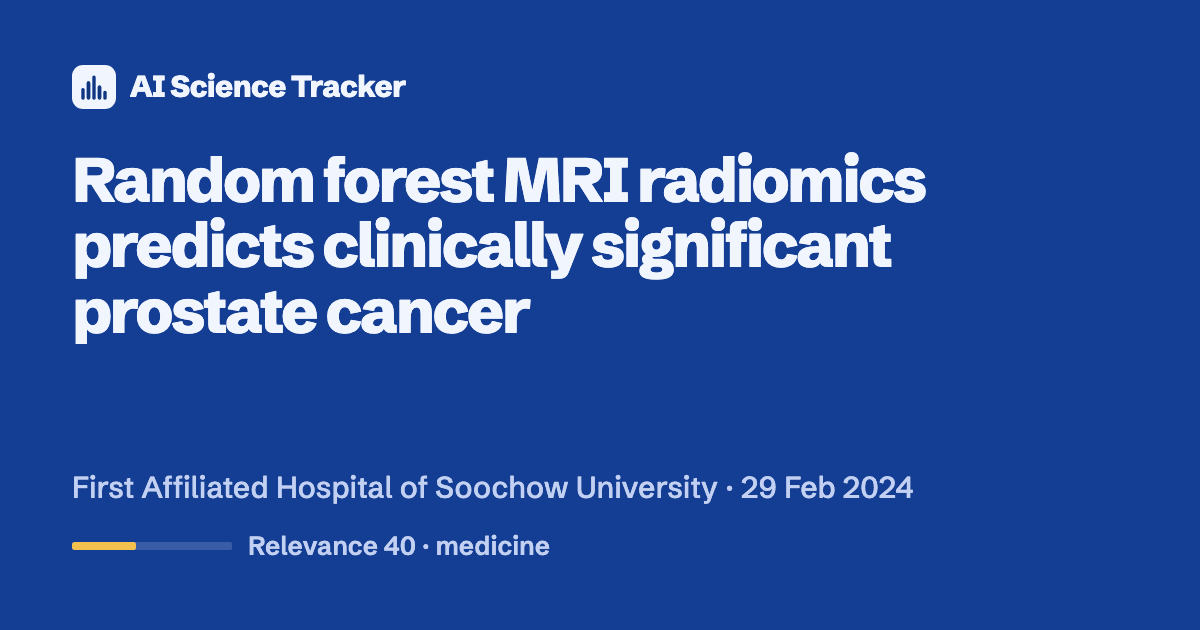 AI Science Tracker
Random forest MRI radiomics
predicts clinically significant
prostate cancer
First Affiliated Hospital of Soochow University · 29 Feb 2024
Relevance 40 · medicine